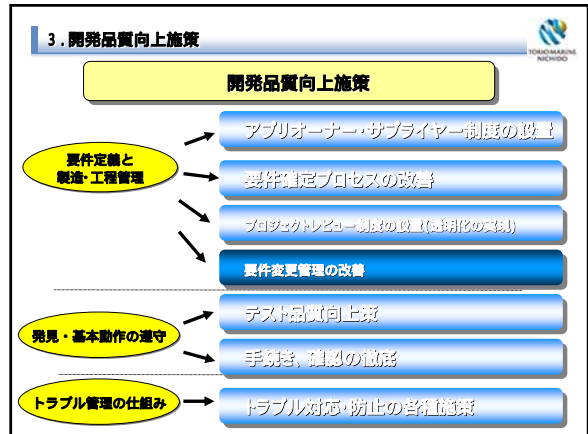 3．開発品質向上施策
TOKIO MARINE
NICHIDO
開発品質向上施策
要件定義と
製造・工程管理
アプリオーナー・サプライヤー制度の設置
要件確定プロセスの改善
プロジェクトレビュー制度の設置(透明化の実現)
要件変更管理の改善
発見・基本動作の遵守
テスト品質向上策
手続き、確認の徹底
トラブル管理の仕組み
トラブル対応・防止の各種施策